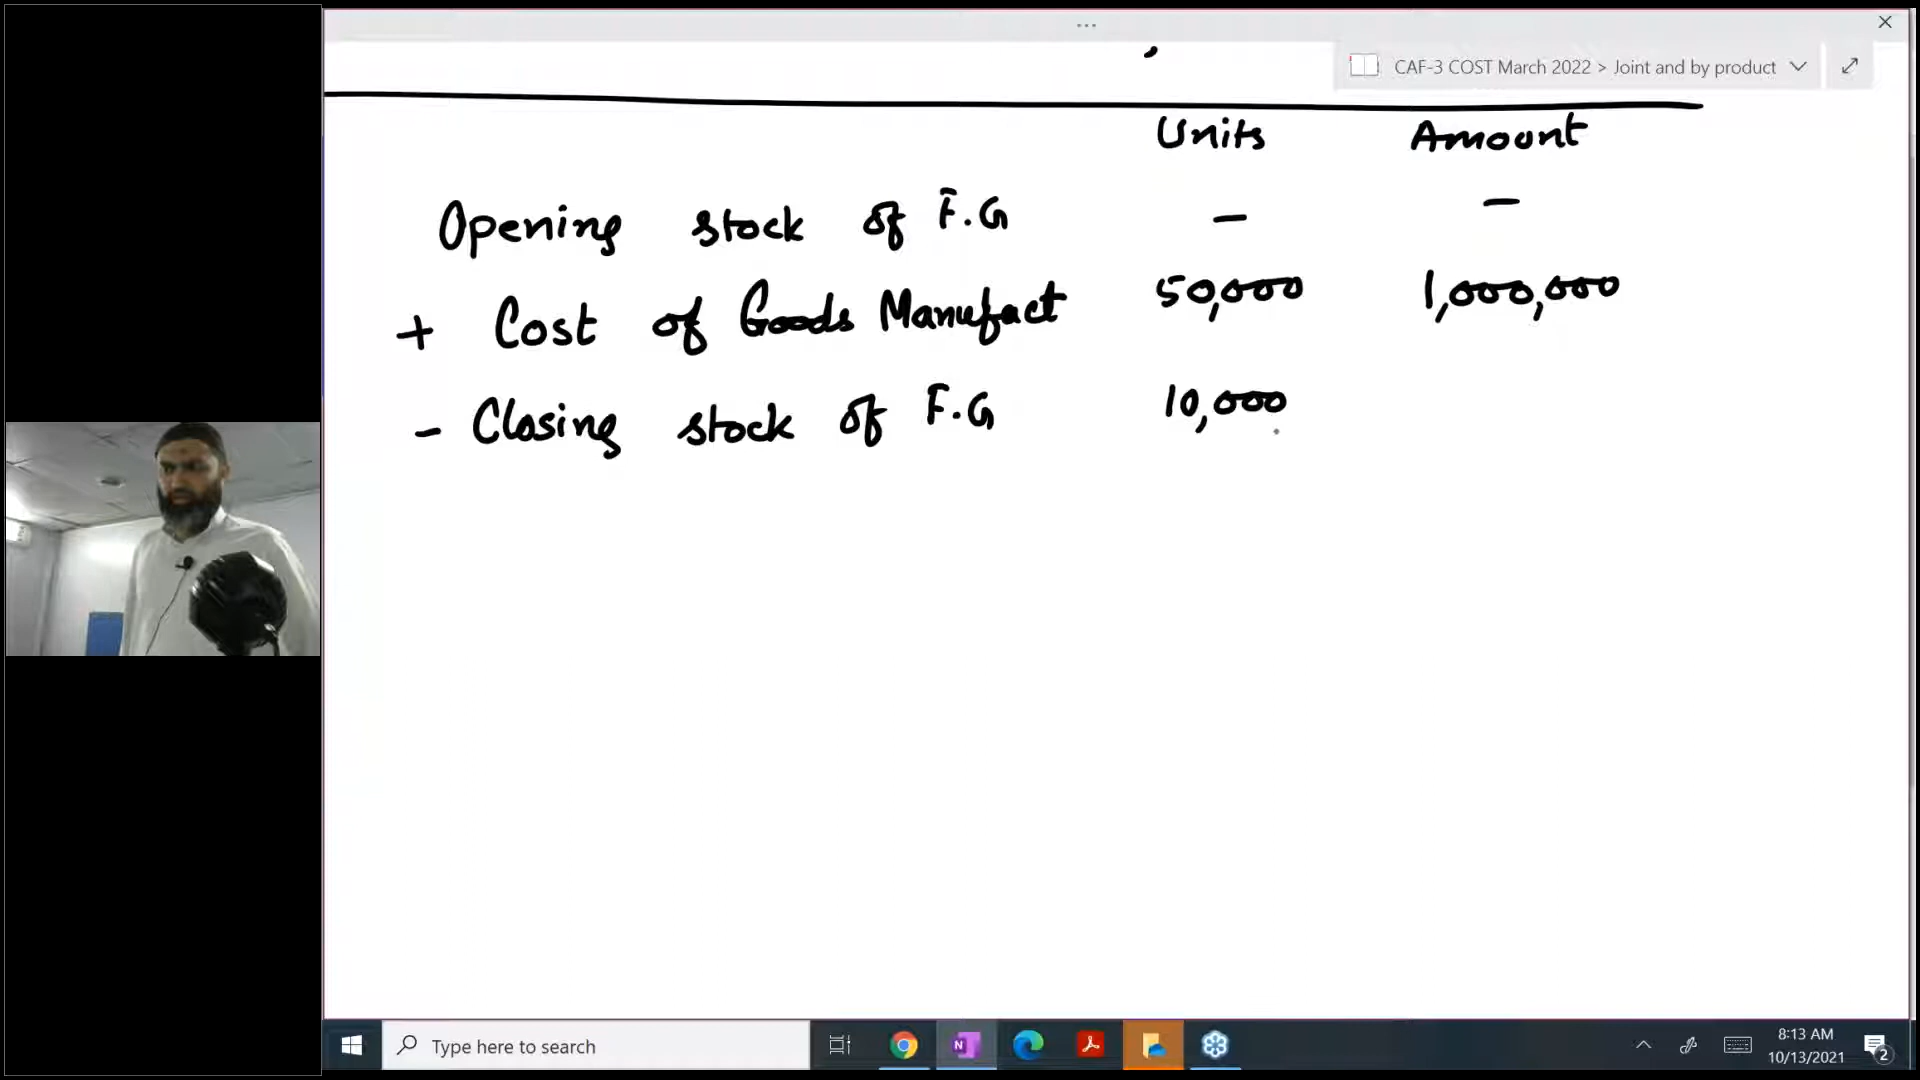 CAF-3 COST March 2022 > Joint and by product
Units Amount
Opening stock of F.G - -
+ Cost of Goods Manufact 50,000 1,000,000
- Closing stock of F.G 10,000
Type here to search
8:13 AM
10/13/2021
2